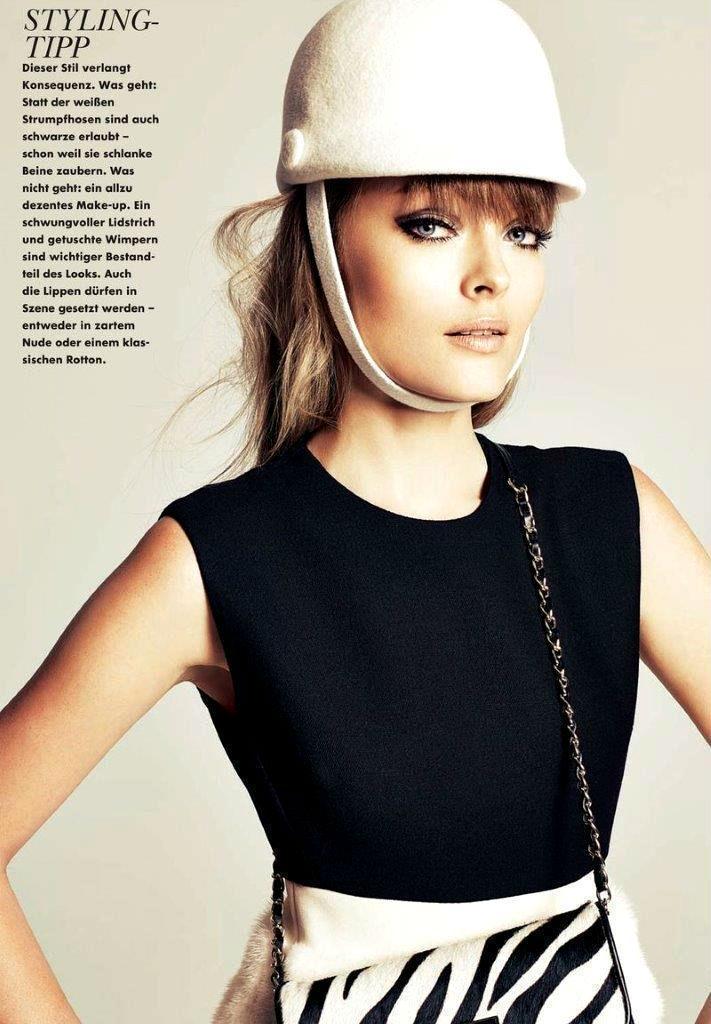 STYLING-
TIPP
Dieser Stil verlangt
Konsequenz. Was geht:
Statt der weißen
Strumpfhosen sind auch
schwarze erlaubt –
schon weil sie schlanke
Beine zaubern. Was
nicht geht: ein allzu
dezentes Make-up. Ein
schwungvoller Lidstrich
und getuschte Wimpern
sind wichtiger Bestand-
teil des Looks. Auch
die Lippen dürfen in
Szene gesetzt werden –
entweder in zartem
Nude oder einem klas-
sischen Rotton.